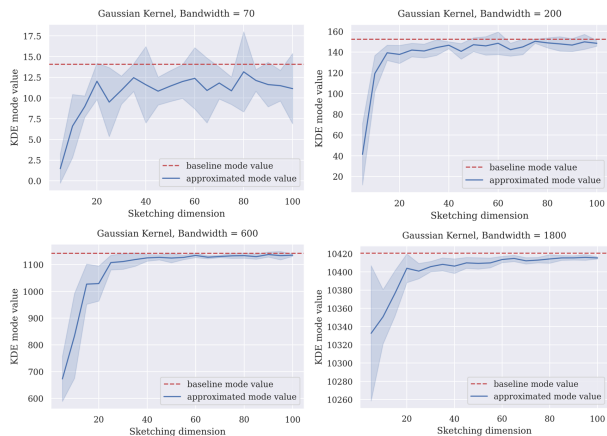 Gaussian Kernel, Bandwidth = 70
KDE mode value
17.5
15.0
12.5
10.0
7.5
5.0
2.5
0.0
baseline mode value
approximated mode value
20 40 60 80 100
Sketching dimension
Gaussian Kernel, Bandwidth = 200
KDE mode value
160
140
120
100
80
60
40
20
baseline mode value
approximated mode value
20 40 60 80 100
Sketching dimension
Gaussian Kernel, Bandwidth = 600
KDE mode value
1100
1000
900
800
700
600
baseline mode value
approximated mode value
20 40 60 80 100
Sketching dimension
Gaussian Kernel, Bandwidth = 1800
KDE mode value
10420
10400
10380
10360
10340
10320
10300
10280
10260
baseline mode value
approximated mode value
20 40 60 80 100
Sketching dimension